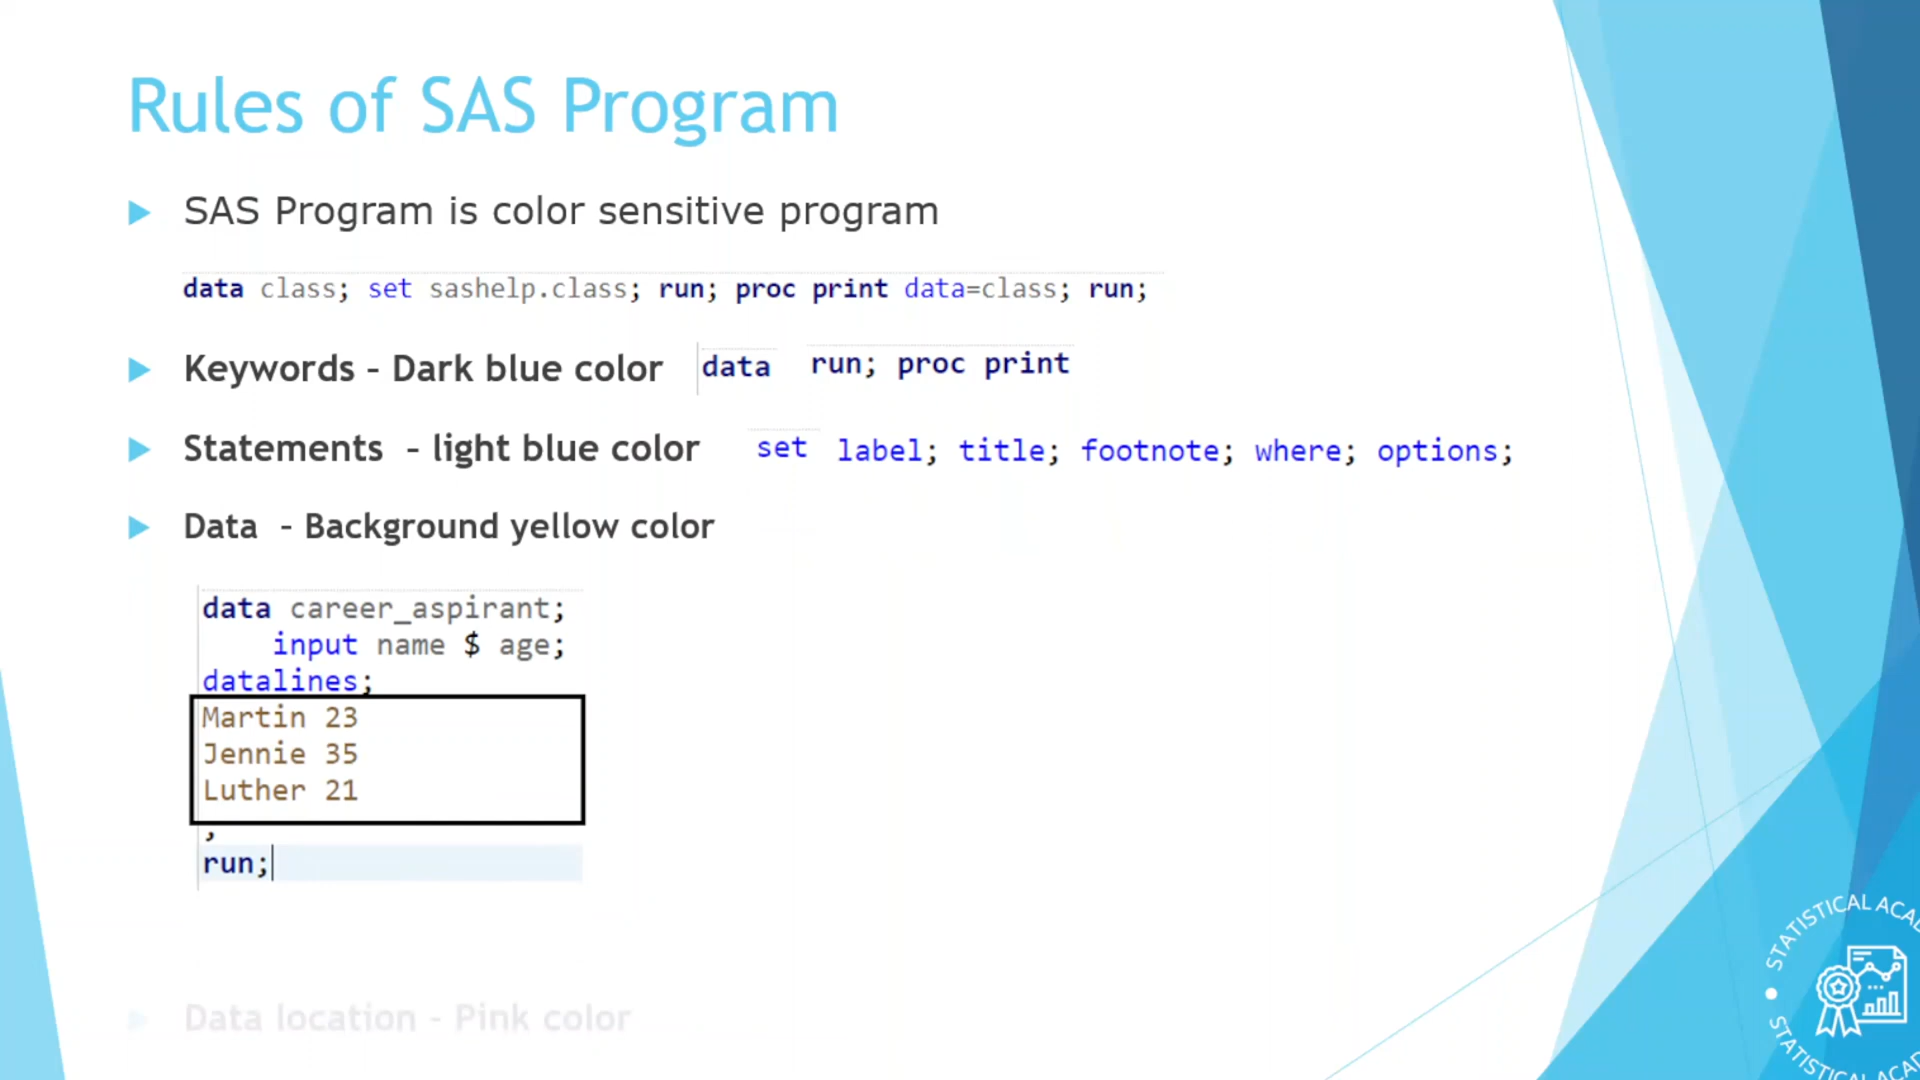 Rules of SAS Program
SAS Program is color sensitive program
data class; set sashelp.class; run; proc print data=class; run;
Keywords – Dark blue color data run; proc print
Statements – light blue color set label; title; footnote; where; options;
Data – Background yellow color
data career_aspirant;
input name $ age;
datalines;
Martin 23
Jennie 35
Luther 21
;
run;
Data location – Pink color
STATISTICAL
STATISTICAL